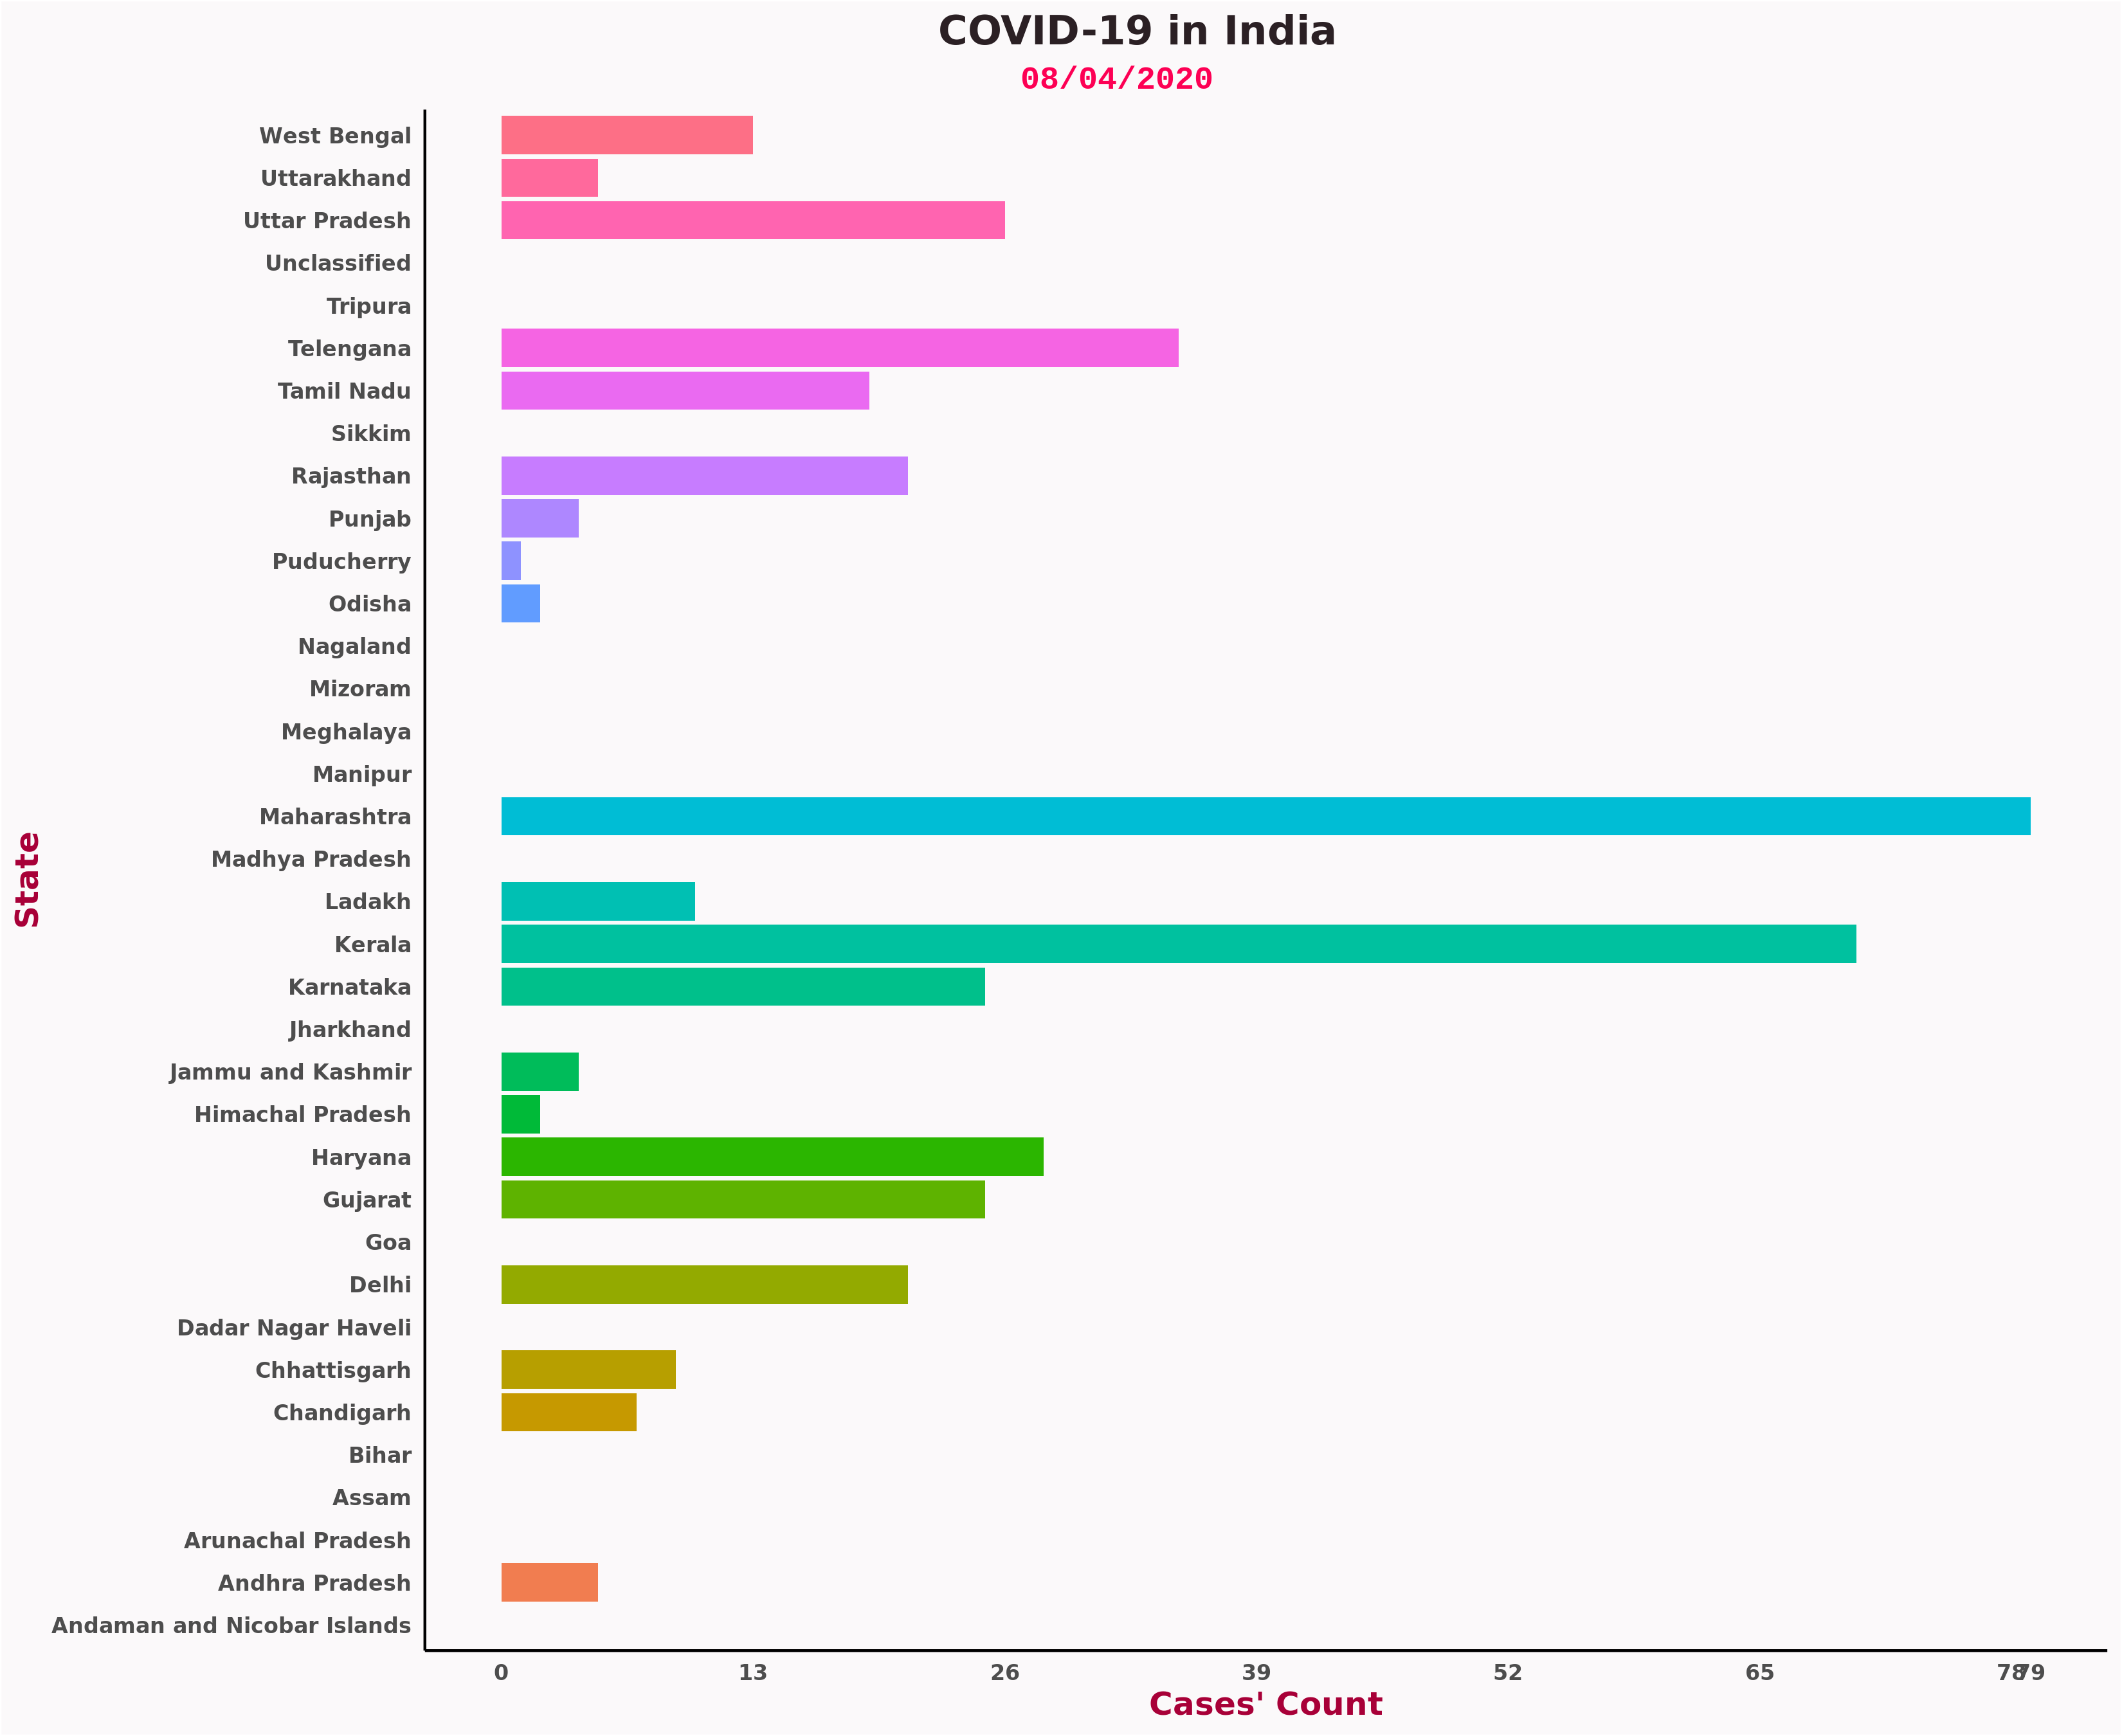 COVID-19 in India
08/04/2020
West Bengal
Uttarakhand
Uttar Pradesh
Unclassified
Tripura
Telengana
Tamil Nadu
Sikkim
Rajasthan
Punjab
Puducherry
Odisha
Nagaland
Mizoram
Meghalaya
Manipur
Maharashtra
Madhya Pradesh
Ladakh
Kerala
Karnataka
Jharkhand
Jammu and Kashmir
Himachal Pradesh
Haryana
Gujarat
Goa
Delhi
Dadar Nagar Haveli
Chhattisgarh
Chandigarh
Bihar
Assam
Arunachal Pradesh
Andhra Pradesh
Andaman and Nicobar Islands
State
0 13 26 39 52 65 78 79
Cases' Count